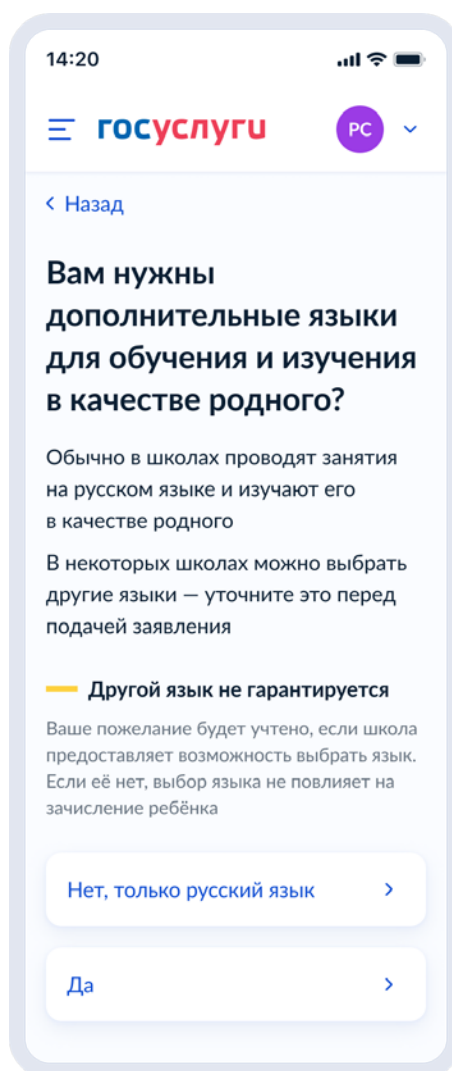 14:20
госуслуги
РС
Назад
Вам нужны
дополнительные языки
для обучения и изучения
в качестве родного?
Обычно в школах проводят занятия
на русском языке и изучают его
в качестве родного
В некоторых школах можно выбрать
другие языки — уточните это перед
подачей заявления
Другой язык не гарантируется
Ваше пожелание будет учтено, если школа
предоставляет возможность выбрать язык.
Если её нет, выбор языка не повлияет на
зачисление ребёнка
Нет, только русский язык
Да